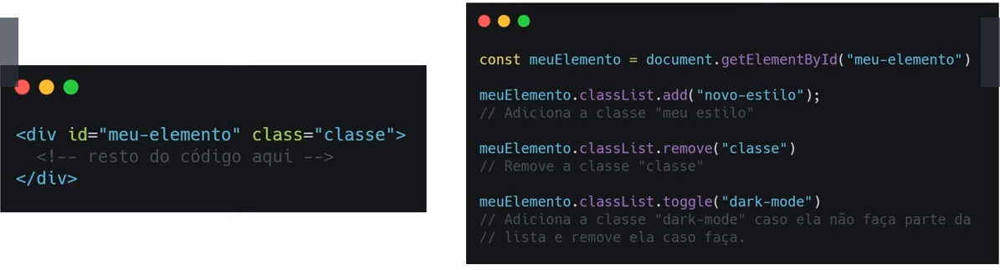 <div id="meu-elemento" class="classe">
  <!-- resto do código aqui -->
</div>
const meuElemento = document.getElementById("meu-elemento")
meuElemento.classList.add("novo-estilo");
// Adiciona a classe "meu estilo"
meuElemento.classList.remove("classe")
// Remove a classe "classe"
meuElemento.classList.toggle("dark-mode")
// Adiciona a classe "dark-mode" caso ela não faça parte da
// lista e remove ela caso faça.